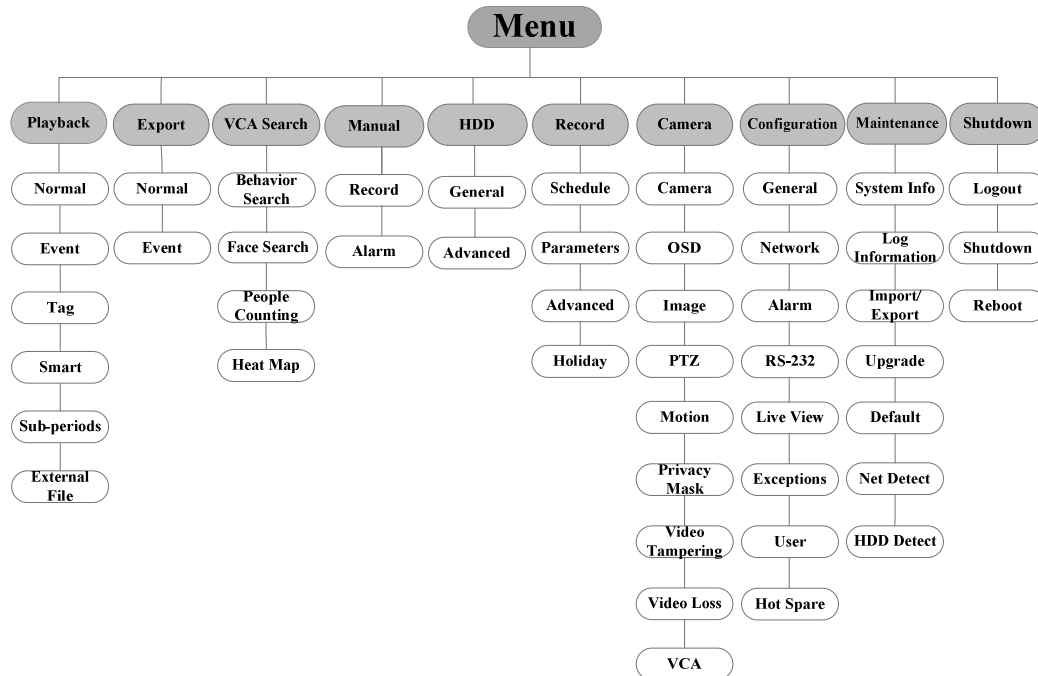 Menu
Playback
Export
VCA Search
Manual
HDD
Record
Camera
Configuration
Maintenance
Shutdown
Normal
Event
Tag
Smart
Sub-periods
External
File
Normal
Event
Behavior
Search
Face Search
People
Counting
Heat Map
Record
Alarm
General
Advanced
Schedule
Parameters
Advanced
Holiday
Camera
OSD
Image
PTZ
Motion
Privacy
Mask
Video
Tampering
Video Loss
VCA
General
Network
Alarm
RS-232
Live View
Exceptions
User
Hot Spare
System Info
Log
Information
Import/
Export
Upgrade
Default
Net Detect
HDD Detect
Logout
Shutdown
Reboot